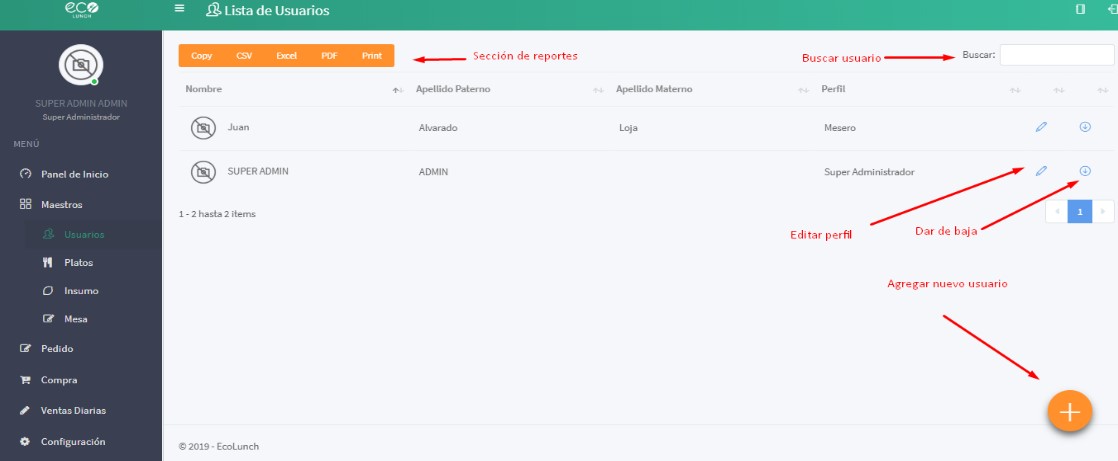 eco
LUNCH
Lista de Usuarios
SUPER ADMIN ADMIN
Super Administrador
MENÚ
Panel de Inicio
Maestros
Usuarios
Platos
Insumo
Mesa
Pedido
Compra
Ventas Diarias
Configuración
Copy CSV Excel PDF Print
Sección de reportes
Buscar usuario
Buscar:
Nombre Apellido Paterno Apellido Materno Perfil
Juan Alvarado Loja Mesero
SUPER ADMIN ADMIN Super Administrador
1 - 2 hasta 2 items
1
Editar perfil
Dar de baja
Agregar nuevo usuario
© 2019 - EcoLunch